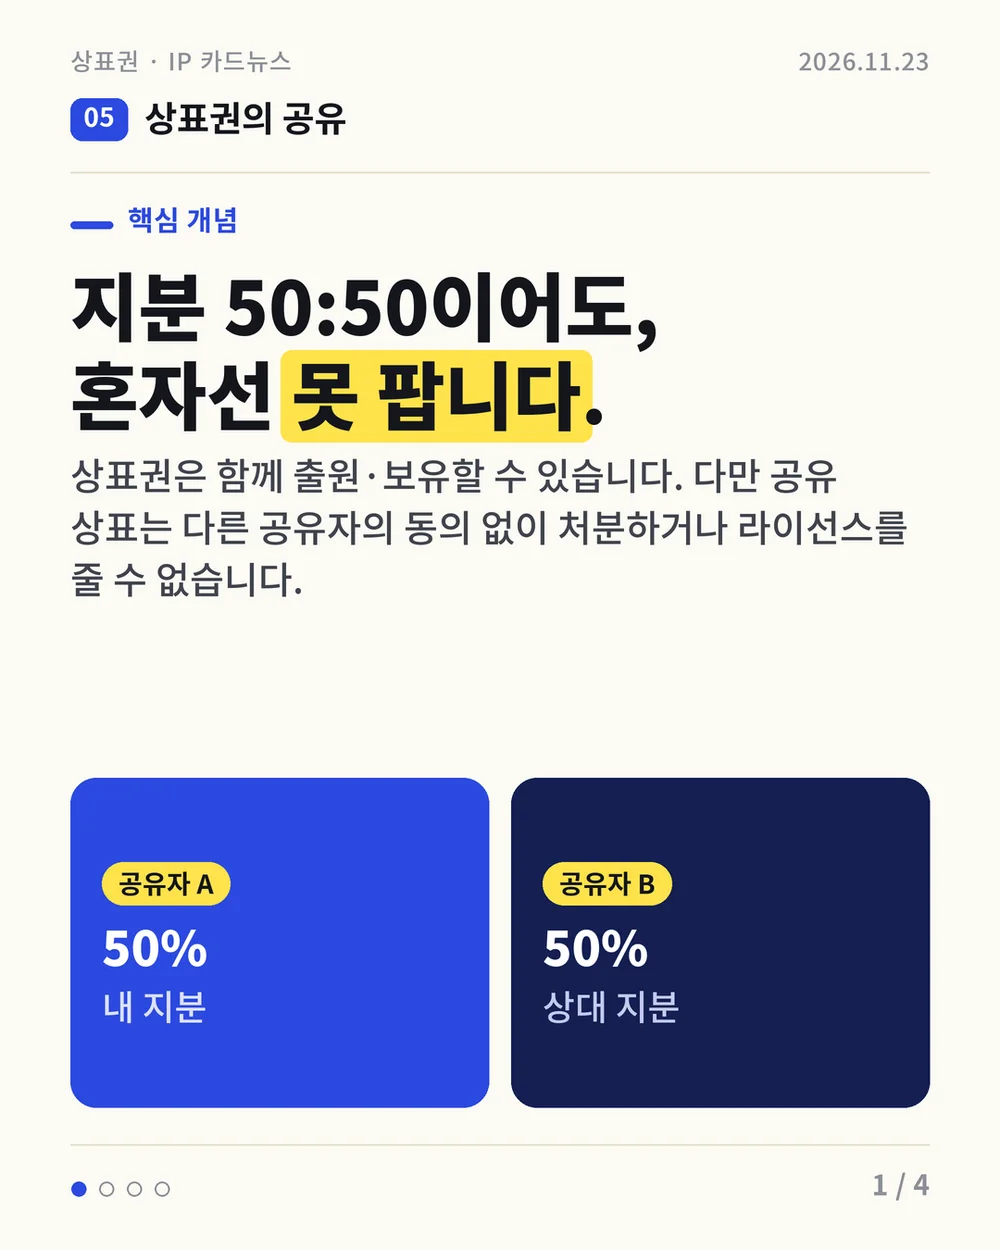 상표권 · IP 카드뉴스
2026.11.23
05 상표권의 공유
핵심 개념
지분 50:50이어도,
혼자선 못 팝니다.
상표권은 함께 출원·보유할 수 있습니다. 다만 공유
상표는 다른 공유자의 동의 없이 처분하거나 라이선스를
줄 수 없습니다.
공유자 A
50%
내 지분
공유자 B
50%
상대 지분
1 / 4